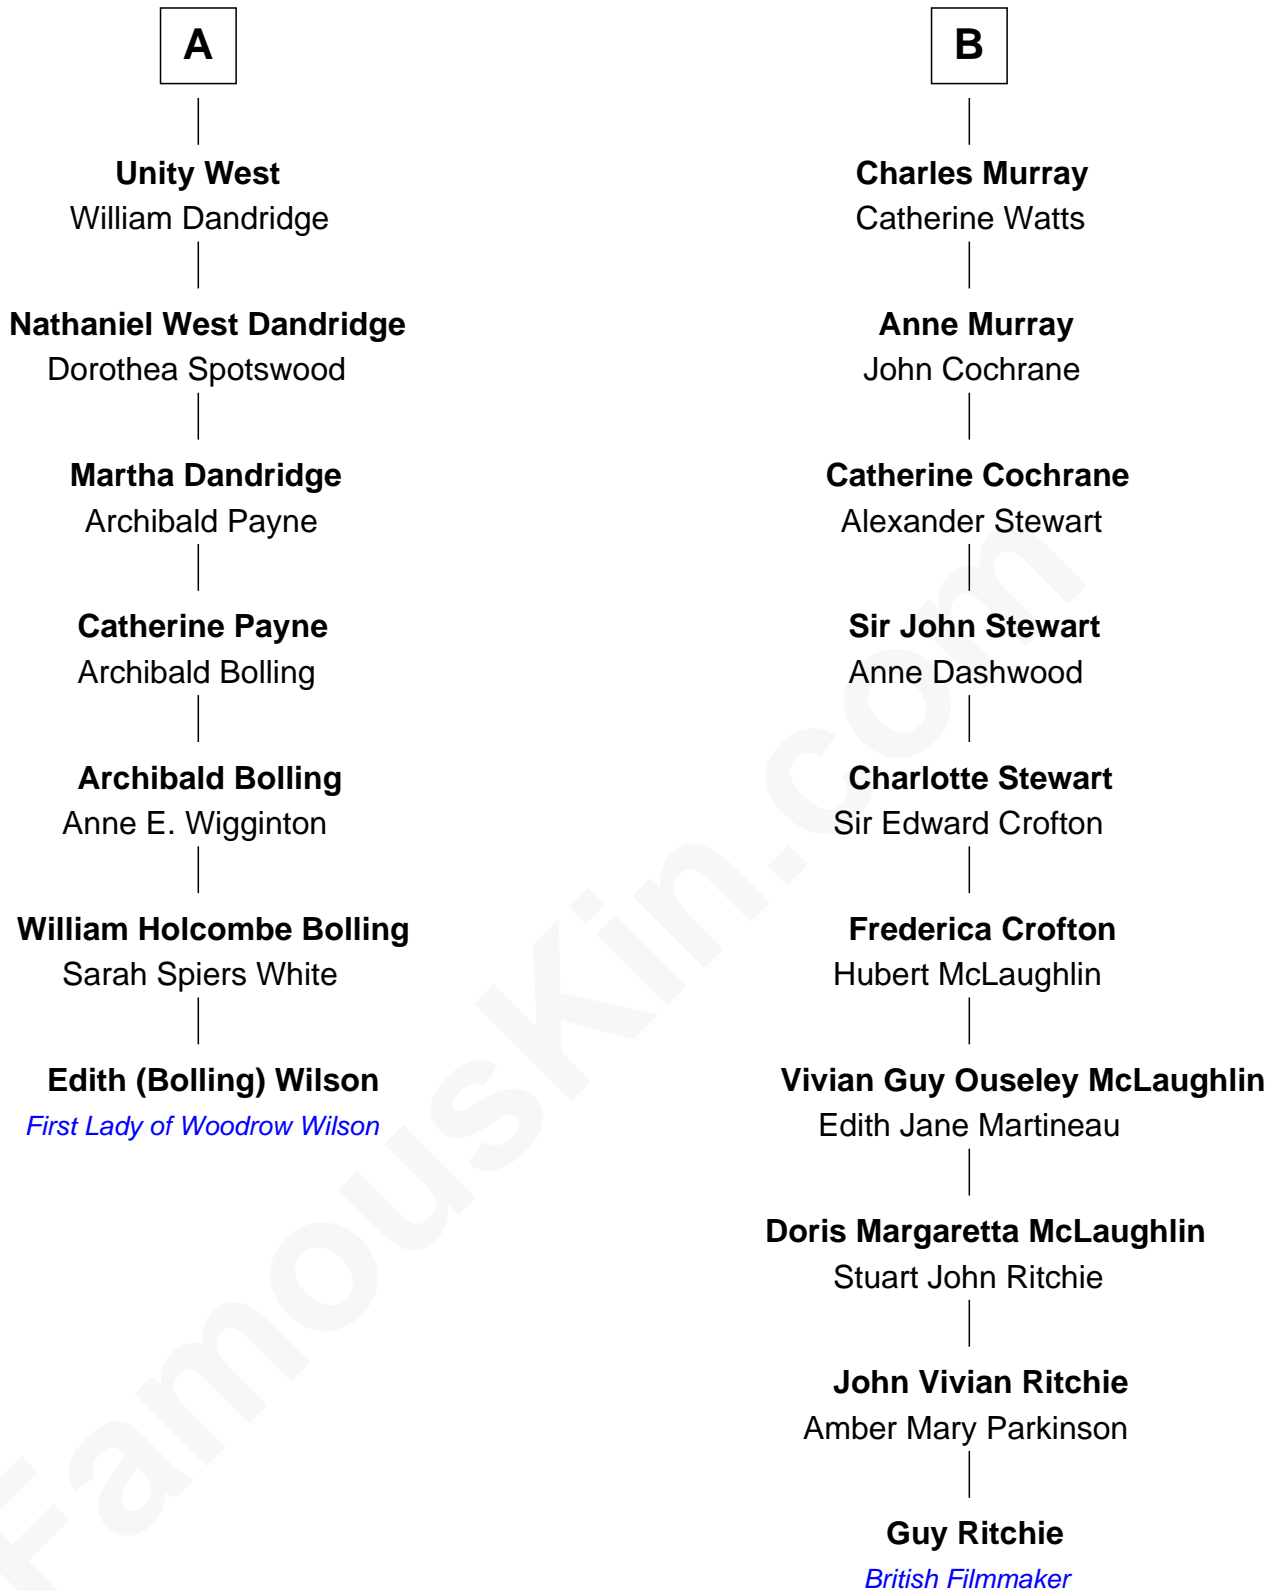 A
Unity West
William Dandridge
Nathaniel West Dandridge
Dorothea Spotswood
Martha Dandridge
Archibald Payne
Catherine Payne
Archibald Bolling
Archibald Bolling
Anne E. Wigginton
William Holcombe Bolling
Sarah Spiers White
Edith (Bolling) Wilson
First Lady of Woodrow Wilson
B
Charles Murray
Catherine Watts
Anne Murray
John Cochrane
Catherine Cochrane
Alexander Stewart
Sir John Stewart
Anne Dashwood
Charlotte Stewart
Sir Edward Crofton
Frederica Crofton
Hubert McLaughlin
Vivian Guy Ouseley McLaughlin
Edith Jane Martineau
Doris Margaretta McLaughlin
Stuart John Ritchie
John Vivian Ritchie
Amber Mary Parkinson
Guy Ritchie
British Filmmaker
FamousKin.com